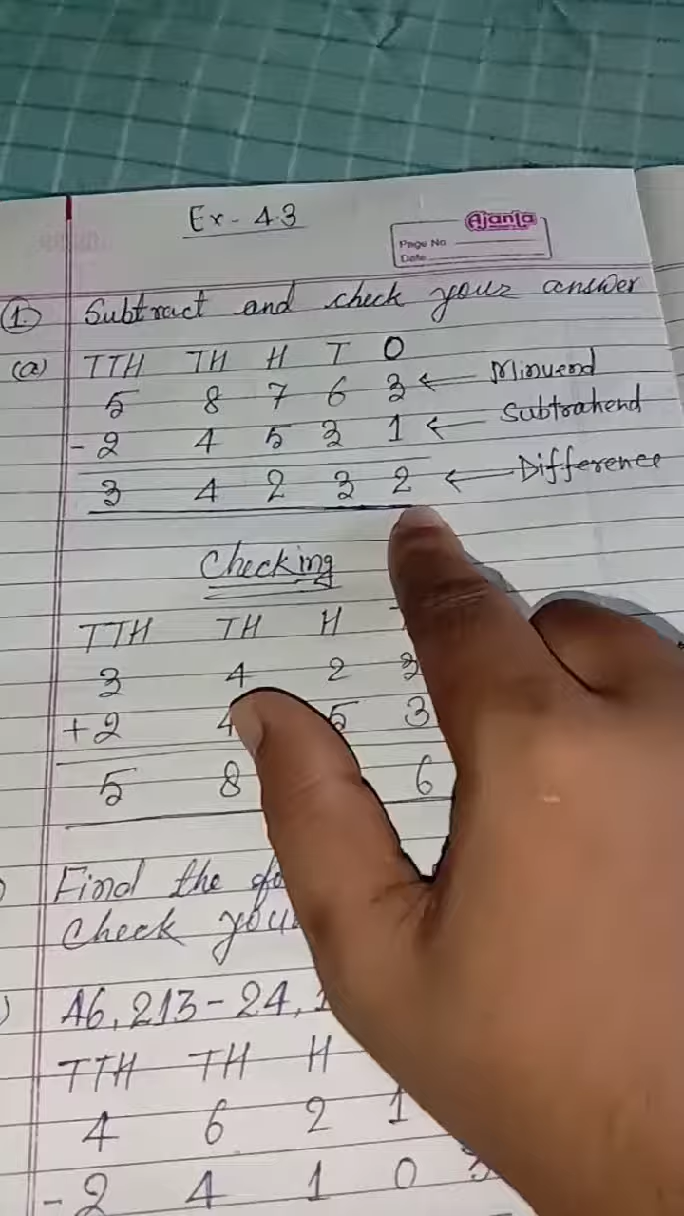 Ex-4.3
Ajanta
Page No
Date
1. Subtract and check your answer
(a) TTH TH H T O
5 8 7 6 3 ← Minuend
- 2 4 5 3 1 ← Subtrahend
3 4 2 3 2 ← Difference
Checking
TTH TH H
3 4 2 3
+ 2 4 5 3
5 8 6
Find the
Check
46,213 - 24,
TTH TH H
4 6 2 1
- 2 4 1 0